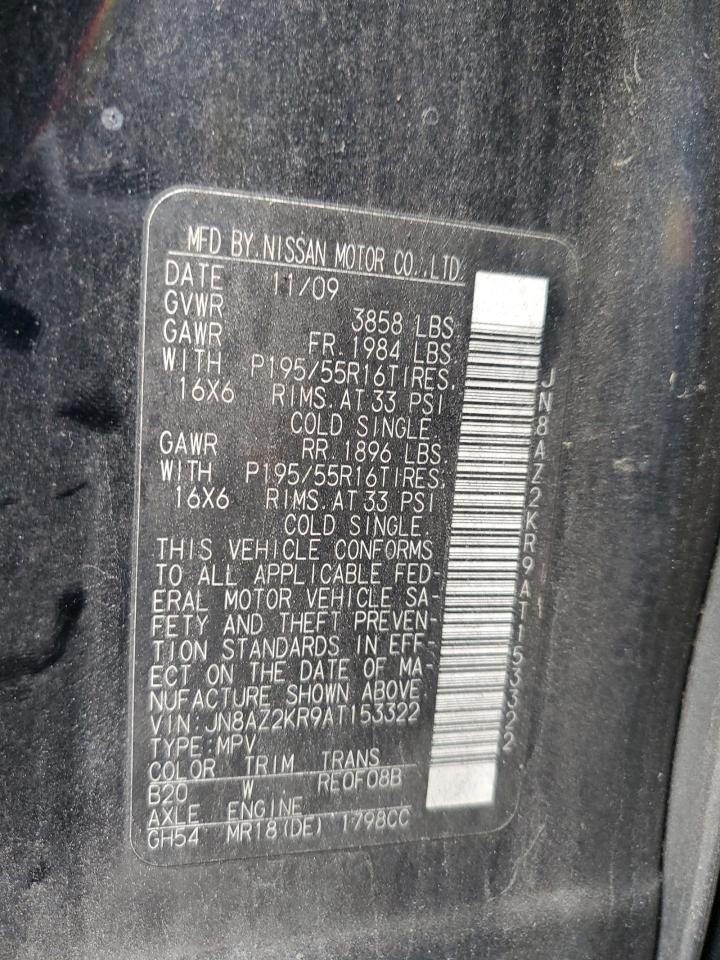 MFD BY NISSAN MOTOR CO.,LTD.
DATE 11/09
GVWR 3858 LBS
GAWR FR. 1984 LBS.
WITH P195/55R16TIRES,
16X6 RIMS.AT 33 PSI
COLD SINGLE.
GAWR RR 1896 LBS.
WITH P195/55R16TIRES,
16X6 RIMS.AT 33 PSI
COLD SINGLE.
THIS VEHICLE CONFORMS
TO ALL APPLICABLE FED-
ERAL MOTOR VEHICLE SA-
FETY AND THEFT PREVEN-
TION STANDARDS IN EFF-
ECT ON THE DATE OF MA-
NUFACTURE SHOWN ABOVE.
VIN:JN8AZ2KR9AT153322
TYPE:MPV
COLOR TRIM TRANS
B20 W RE0F08B
AXLE ENGINE
GH54 MR18(DE) 1798CC
JN8AZ2KR9AT153322